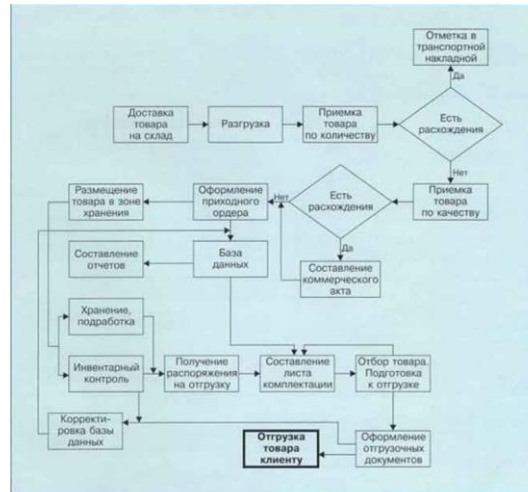 Отметка в
транспортной
накладной
Да
Доставка
товара
на склад
Разгрузка
Приемка
товара
по количеству
Есть
расхождения
Нет
Размещение
товара в зоне
хранения
Оформление
приходного
ордера
Нет
Есть
расхождения
Приемка
товара
по качеству
Да
Составление
отчетов
База
данных
Составление
коммерческого
акта
Хранение,
подработка
Инвентарный
контроль
Получение
распоряжения
на отгрузку
Составление
листа
комплектации
Отбор товара.
Подготовка
к отгрузке
Корректи-
ровка базы
данных
Отгрузка
товара
клиенту
Оформление
отгрузочных
документов